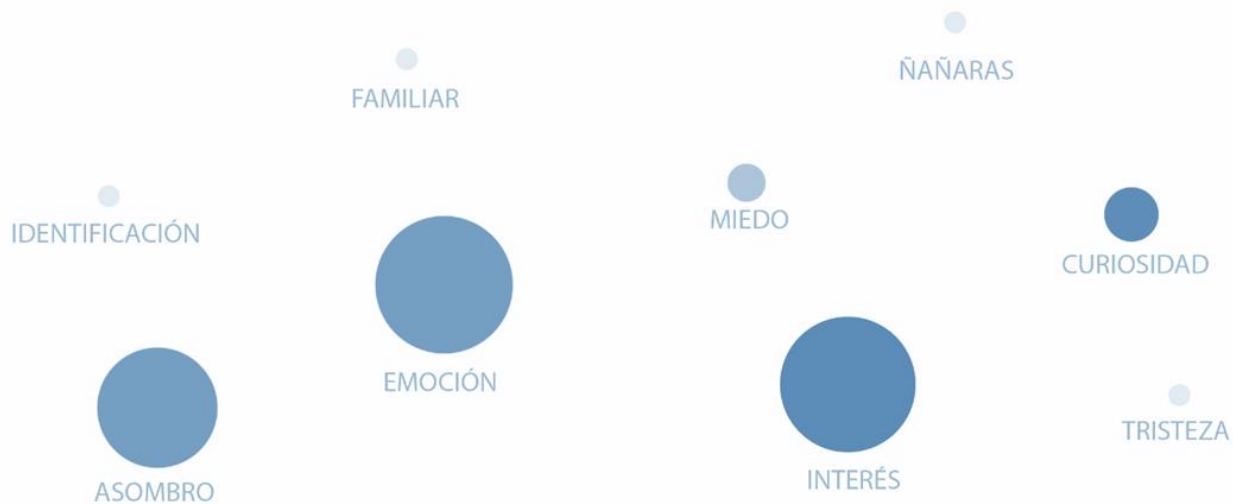 ÑAÑARAS
FAMILIAR
MIEDO
IDENTIFICACIÓN
CURIOSIDAD
EMOCIÓN
TRISTEZA
INTERÉS
ASOMBRO